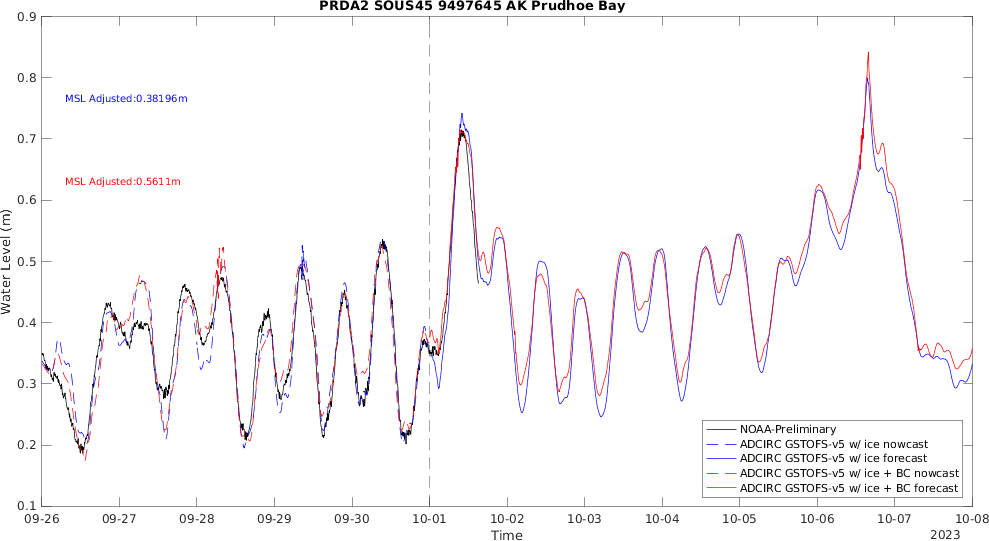 PRDA2 SOUS45 9497645 AK Prudhoe Bay
0.9
0.8
0.7
0.6
0.5
0.4
0.3
0.2
0.1
Water Level (m)
MSL Adjusted:0.38196m
MSL Adjusted:0.5611m
NOAA-Preliminary
ADCIRC GSTOFS-v5 w/ ice nowcast
ADCIRC GSTOFS-v5 w/ ice forecast
ADCIRC GSTOFS-v5 w/ ice + BC nowcast
ADCIRC GSTOFS-v5 w/ ice + BC forecast
09-26 09-27 09-28 09-29 09-30 10-01 10-02 10-03 10-04 10-05 10-06 10-07 10-08
Time
2023